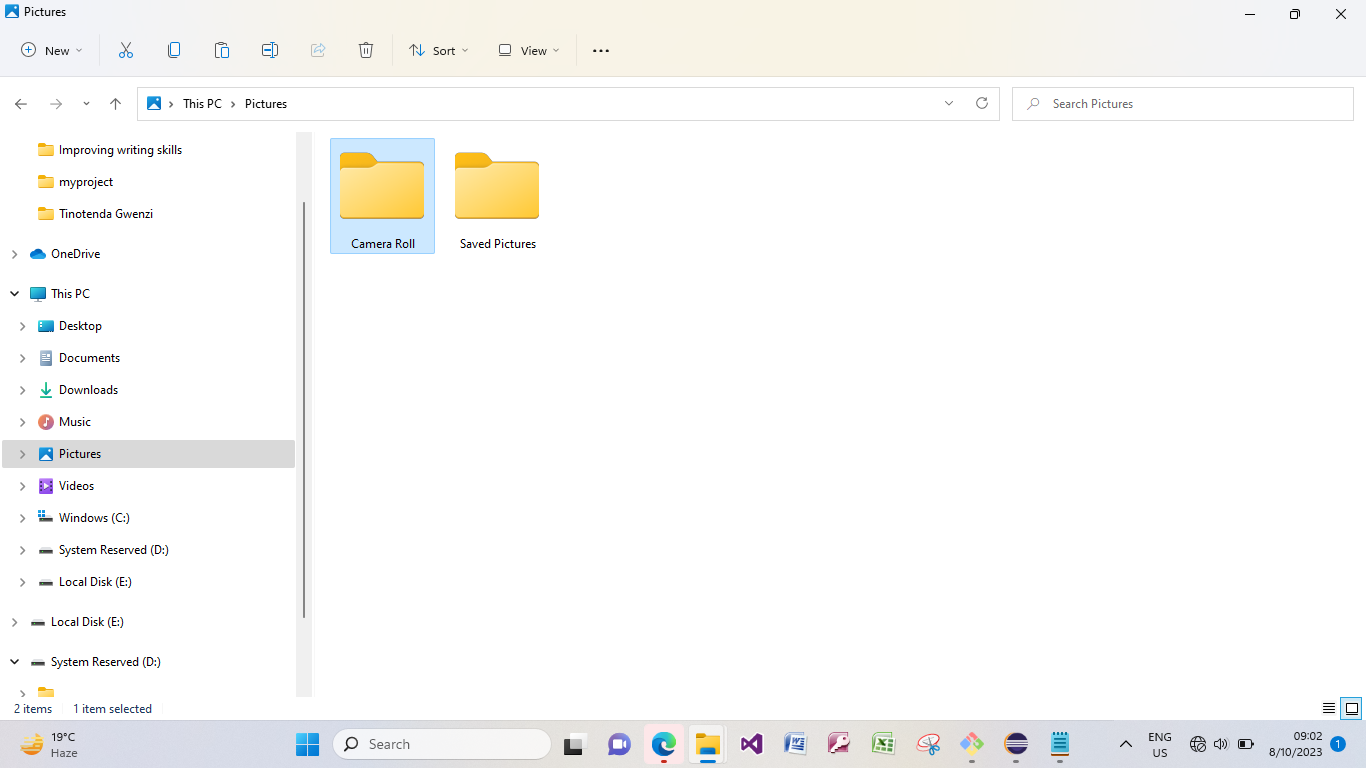 Pictures
New
Sort
View
This PC
Pictures
Search Pictures
Improving writing skills
myproject
Tinotenda Gwenzi
OneDrive
This PC
Desktop
Documents
Downloads
Music
Pictures
Videos
Windows (C:)
System Reserved (D:)
Local Disk (E:)
Local Disk (E:)
System Reserved (D:)
Camera Roll
Saved Pictures
2 items
1 item selected
19°C
Haze
Search
ENG
US
09:02
8/10/2023
1